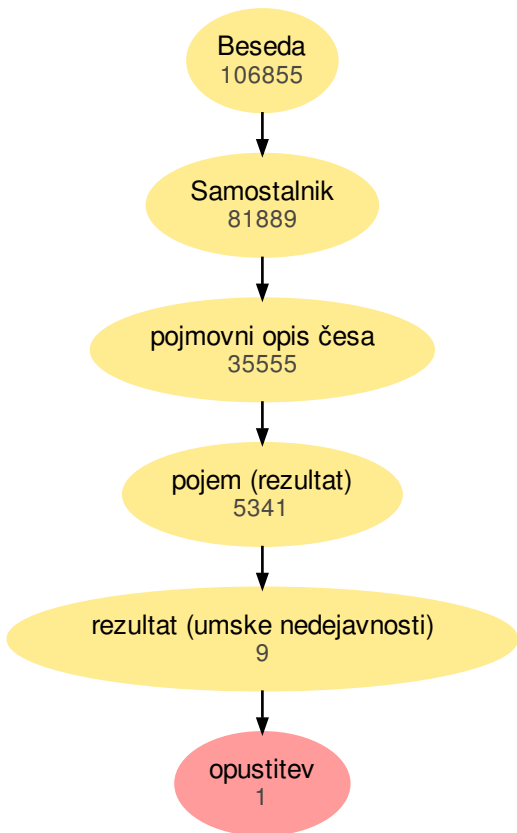 Beseda
106855
Samostalnik
81889
pojmovni opis česa
35555
pojem (rezultat)
5341
rezultat (umske nedejavnosti)
9
opustitev
1